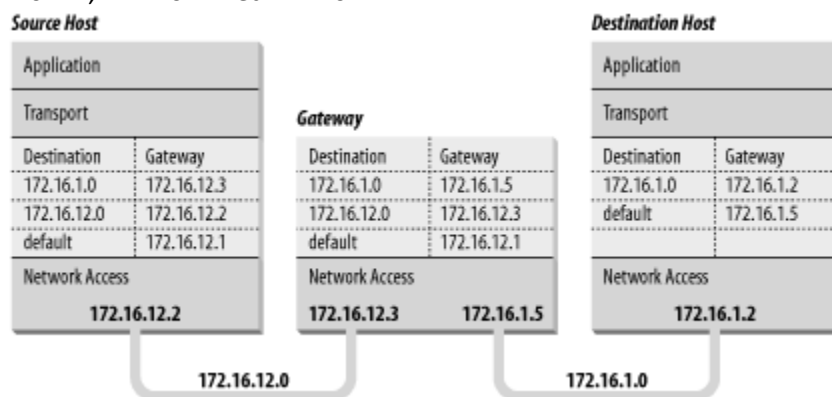 Source Host
Application
Transport
Destination Gateway
172.16.1.0 172.16.12.3
172.16.12.0 172.16.12.2
default 172.16.12.1
Network Access
172.16.12.2
Gateway
Destination Gateway
172.16.1.0 172.16.1.5
172.16.12.0 172.16.12.3
default 172.16.12.1
Network Access
172.16.12.3 172.16.1.5
Destination Host
Application
Transport
Destination Gateway
172.16.1.0 172.16.1.2
default 172.16.1.5
Network Access
172.16.1.2
172.16.12.0
172.16.1.0